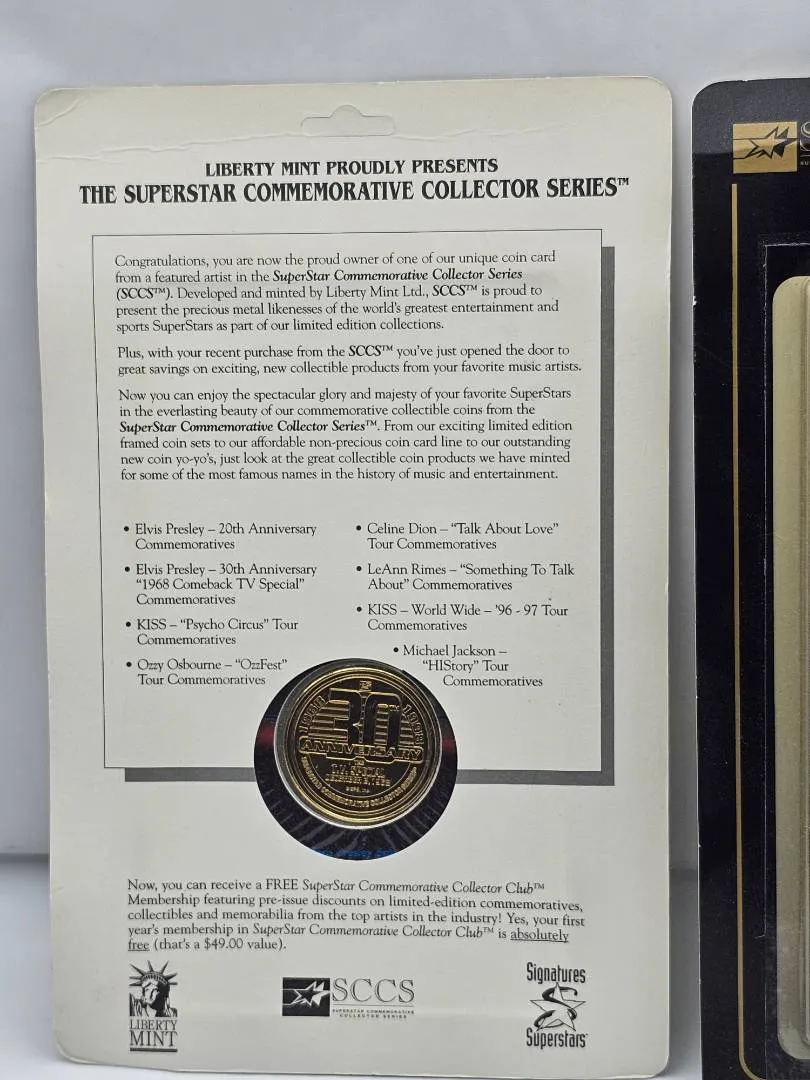 LIBERTY MINT PROUDLY PRESENTS
THE SUPERSTAR COMMEMORATIVE COLLECTOR SERIES™
Congratulations, you are now the proud owner of one of our unique coin card
from a featured artist in the SuperStar Commemorative Collector Series
(SCCS™). Developed and minted by Liberty Mint Ltd., SCCS™ is proud to
present the precious metal likenesses of the world's greatest entertainment and
sports SuperStars as part of our limited edition collections.
Plus, with your recent purchase from the SCCS™ you've just opened the door to
great savings on exciting, new collectible products from your favorite music artists.
Now you can enjoy the spectacular glory and majesty of your favorite SuperStars
in the everlasting beauty of our commemorative collectible coins from the
SuperStar Commemorative Collector Series™. From our exciting limited edition
framed coin sets to our affordable non-precious coin card line to our outstanding
new coin yo-yo's, just look at the great collectible coin products we have minted
for some of the most famous names in the history of music and entertainment.
• Elvis Presley – 20th Anniversary
Commemoratives
• Elvis Presley – 30th Anniversary
"1968 Comeback TV Special"
Commemoratives
• KISS – "Psycho Circus" Tour
Commemoratives
• Ozzy Osbourne – "OzzFest"
Tour Commemoratives
• Celine Dion – "Talk About Love"
Tour Commemoratives
• LeAnn Rimes – "Something To Talk
About" Commemoratives
• KISS – World Wide – '96 - 97 Tour
Commemoratives
• Michael Jackson –
"HIStory" Tour
Commemoratives
30TH
ANNIVERSARY
T.V. SPECIAL
SUPERSTAR COMMEMORATIVE COLLECTOR SERIES
Now, you can receive a FREE SuperStar Commemorative Collector Club™
Membership featuring pre-issue discounts on limited-edition commemoratives,
collectibles and memorabilia from the top artists in the industry! Yes, your first
year's membership in SuperStar Commemorative Collector Club™ is absolutely
free (that's a $49.00 value).
LIBERTY
MINT
SCCS
SUPERSTAR COMMEMORATIVE
COLLECTOR SERIES
Signatures
Superstars